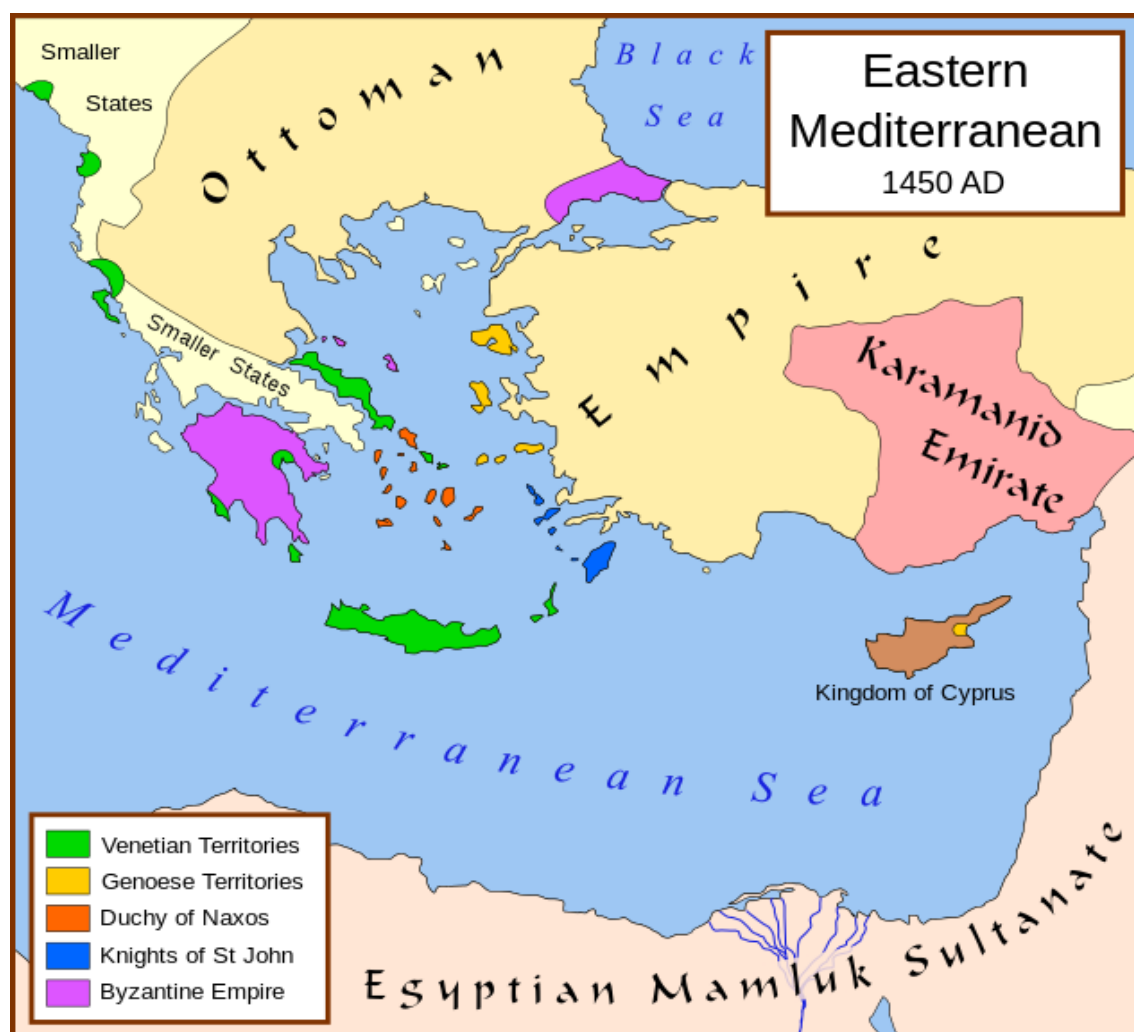 Smaller
States
Ottoman
Empire
Black
Sea
Eastern
Mediterranean
1450 AD
Smaller States
Karamanid
Emirate
Mediterranean Sea
Kingdom of Cyprus
Venetian Territories
Genoese Territories
Duchy of Naxos
Knights of St John
Byzantine Empire
Egyptian Mamluk Sultanate